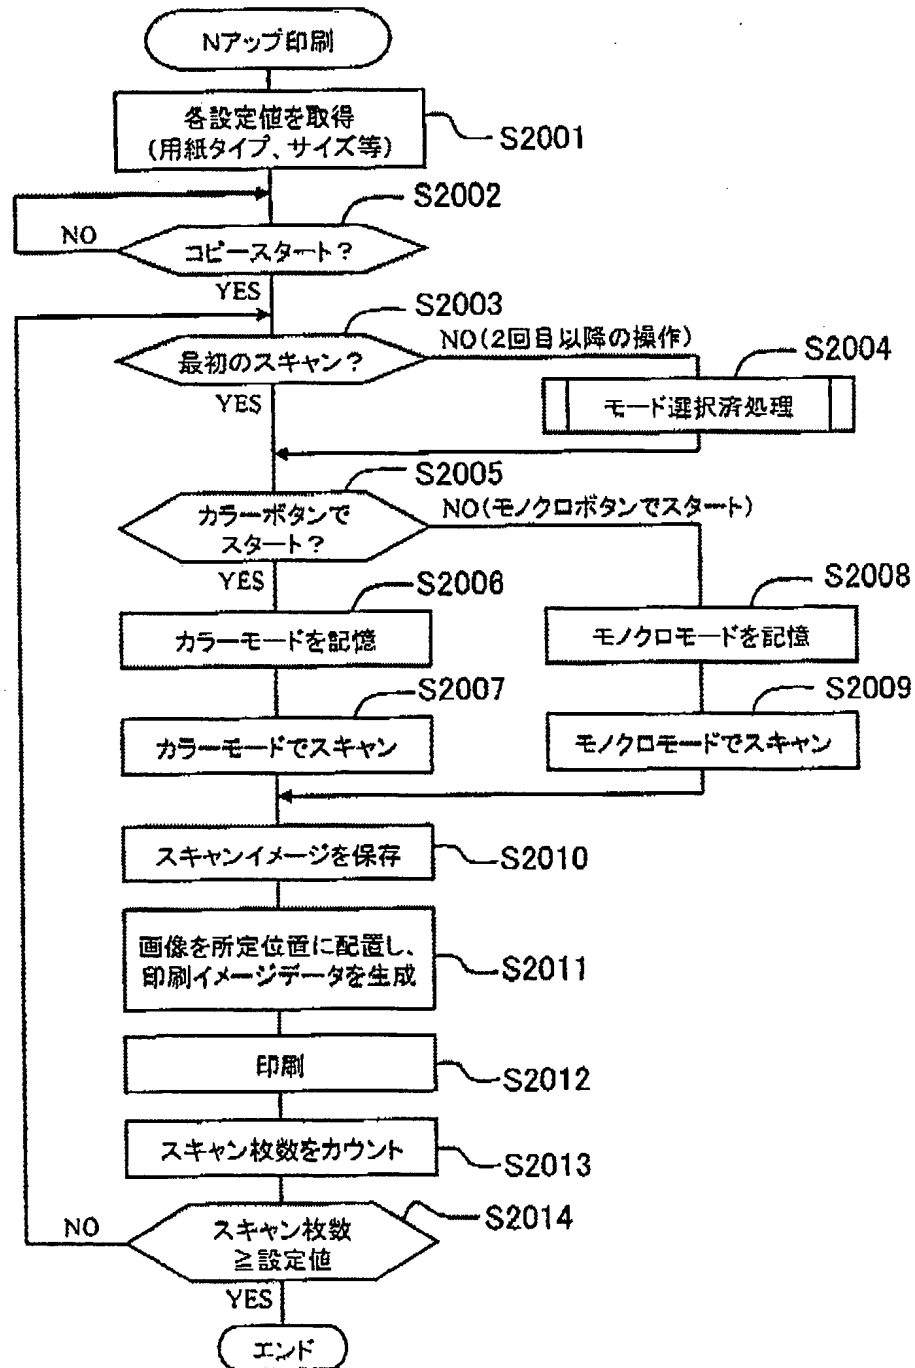 Nアップ印刷
各設定値を取得
(用紙タイプ、サイズ等)
S2001
S2002
NO
コピースタート?
YES
S2003
最初のスキャン?
NO(2回目以降の操作)
S2004
YES
モード選択済処理
S2005
カラーボタンで
スタート?
NO(モノクロボタンでスタート)
YES
S2006
S2008
カラーモードを記憶
モノクロモードを記憶
S2007
S2009
カラーモードでスキャン
モノクロモードでスキャン
スキャンイメージを保存
S2010
画像を所定位置に配置し、
印刷イメージデータを生成
S2011
印刷
S2012
スキャン枚数をカウント
S2013
S2014
NO
スキャン枚数
≧設定値
YES
エンド